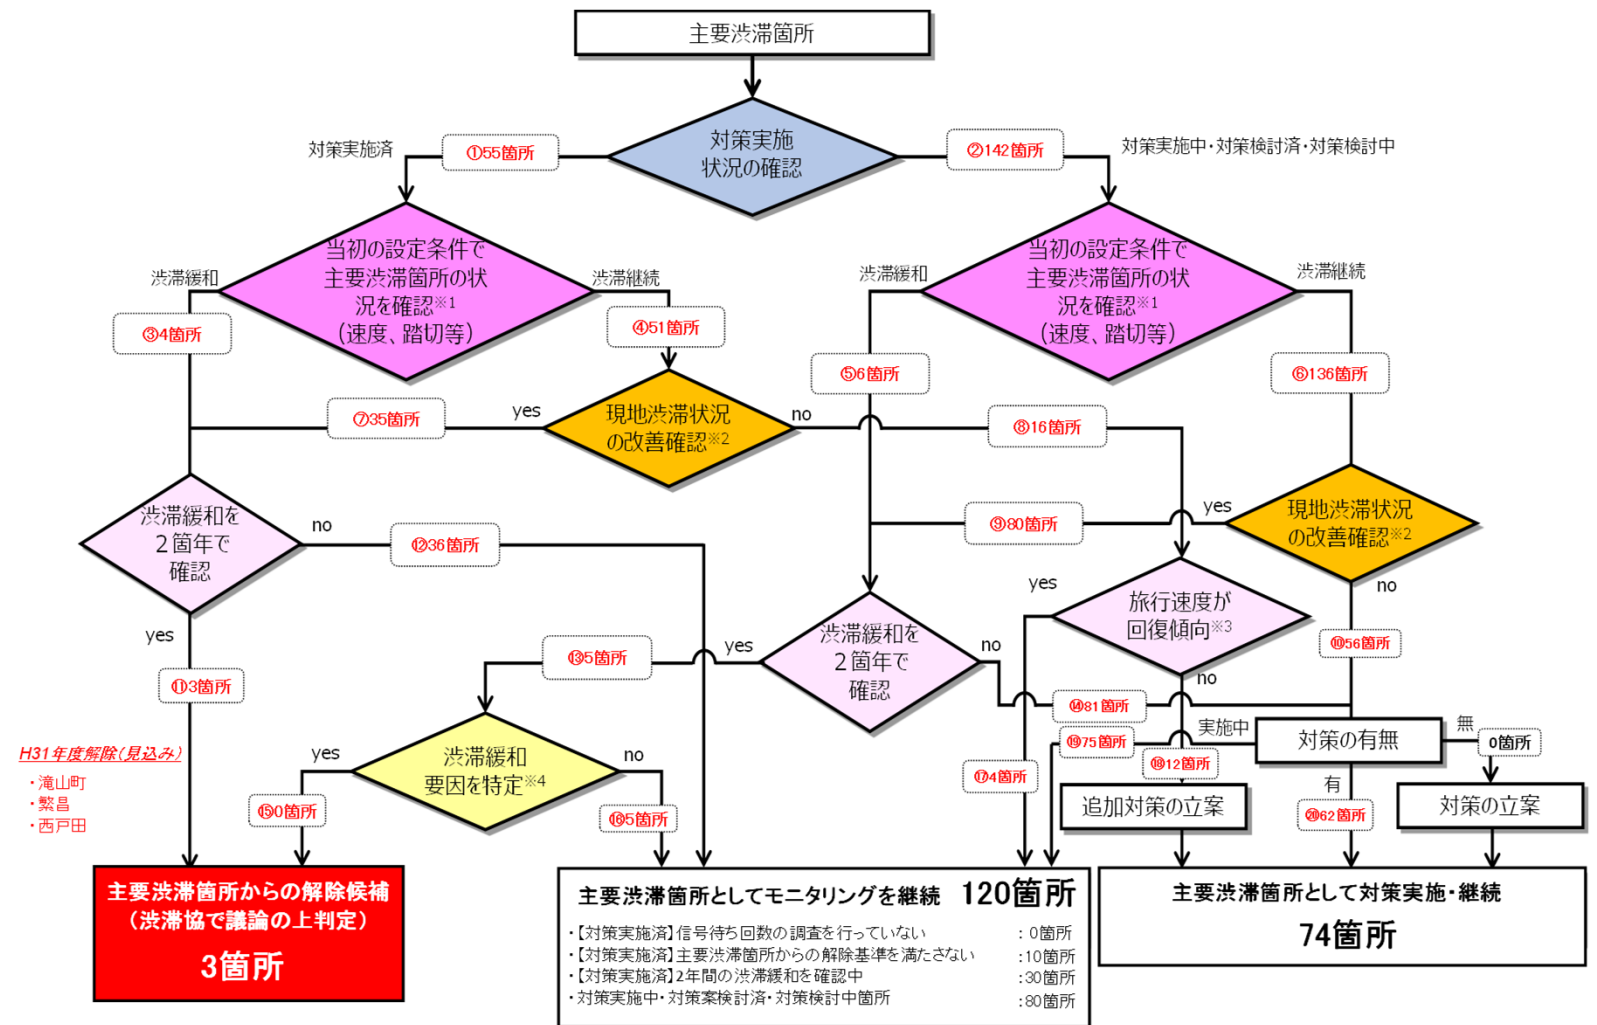 主要渋滞箇所
対策実施
状況の確認
対策実施済
①55箇所
②142箇所
対策実施中・対策検討済・対策検討中
当初の設定条件で
主要渋滞箇所の状
況を確認※1
（速度、踏切等）
渋滞緩和
渋滞継続
③4箇所
④51箇所
当初の設定条件で
主要渋滞箇所の状
況を確認※1
（速度、踏切等）
渋滞緩和
渋滞継続
⑤6箇所
⑥136箇所
⑦35箇所
yes
現地渋滞状況
の改善確認※2
no
⑧16箇所
⑨80箇所
yes
現地渋滞状況
の改善確認※2
no
⑩56箇所
渋滞緩和を
２箇年で
確認
no
⑫36箇所
yes
⑪3箇所
yes
旅行速度が
回復傾向※3
no
渋滞緩和を
２箇年で
確認
yes
⑬5箇所
no
⑭81箇所
H31年度解除（見込み）
・滝山町
・繁昌
・西戸田
渋滞緩和
要因を特定※4
yes
no
⑮0箇所
⑯5箇所
⑰4箇所
⑱12箇所
実施中
⑲75箇所
対策の有無
無
0箇所
有
⑳62箇所
追加対策の立案
対策の立案
主要渋滞箇所からの解除候補
（渋滞協で議論の上判定）
3箇所
主要渋滞箇所としてモニタリングを継続 120箇所
・【対策実施済】信号待ち回数の調査を行っていない ：0箇所
・【対策実施済】主要渋滞箇所からの解除基準を満たさない ：10箇所
・【対策実施済】2年間の渋滞緩和を確認中 ：30箇所
・対策実施中・対策案検討済・対策検討中箇所 ：80箇所
主要渋滞箇所として対策実施・継続
74箇所